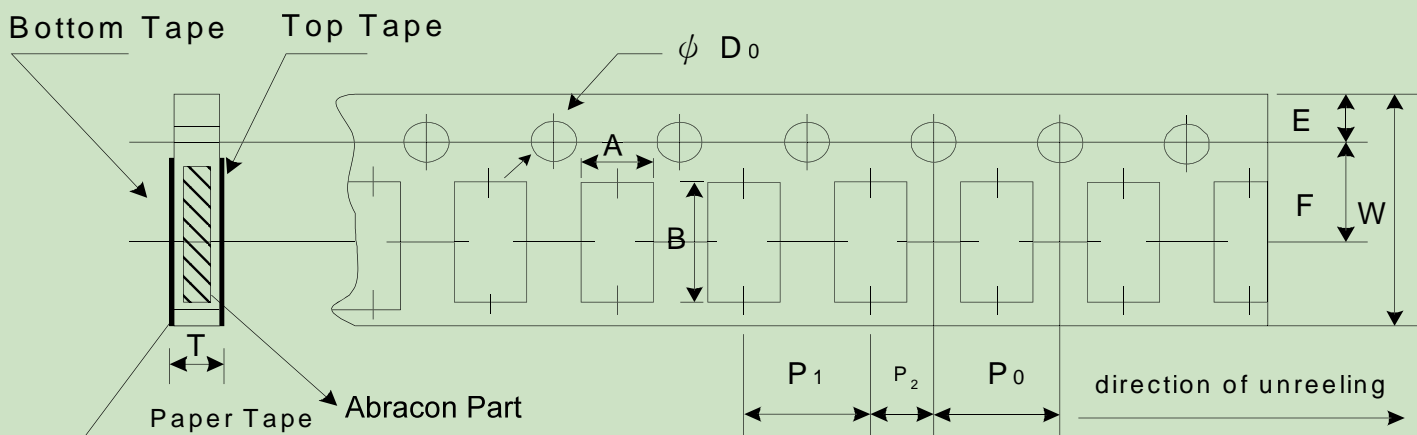 Bottom Tape
Top Tape
ϕ D0
E
A
F
W
B
T
P1
P2
P0
direction of unreeling
Paper Tape
Abracon Part